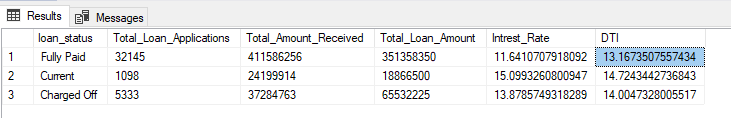 Results Messages
loan_status Total_Loan_Applications Total_Amount_Received Total_Loan_Amount Intrest_Rate DTI
1 Fully Paid 32145 411586256 351358350 11.6410707918092 13.1673507557434
2 Current 1098 24199914 18866500 15.0993260800947 14.7243442736843
3 Charged Off 5333 37284763 65532225 13.8785749318289 14.0047328005517